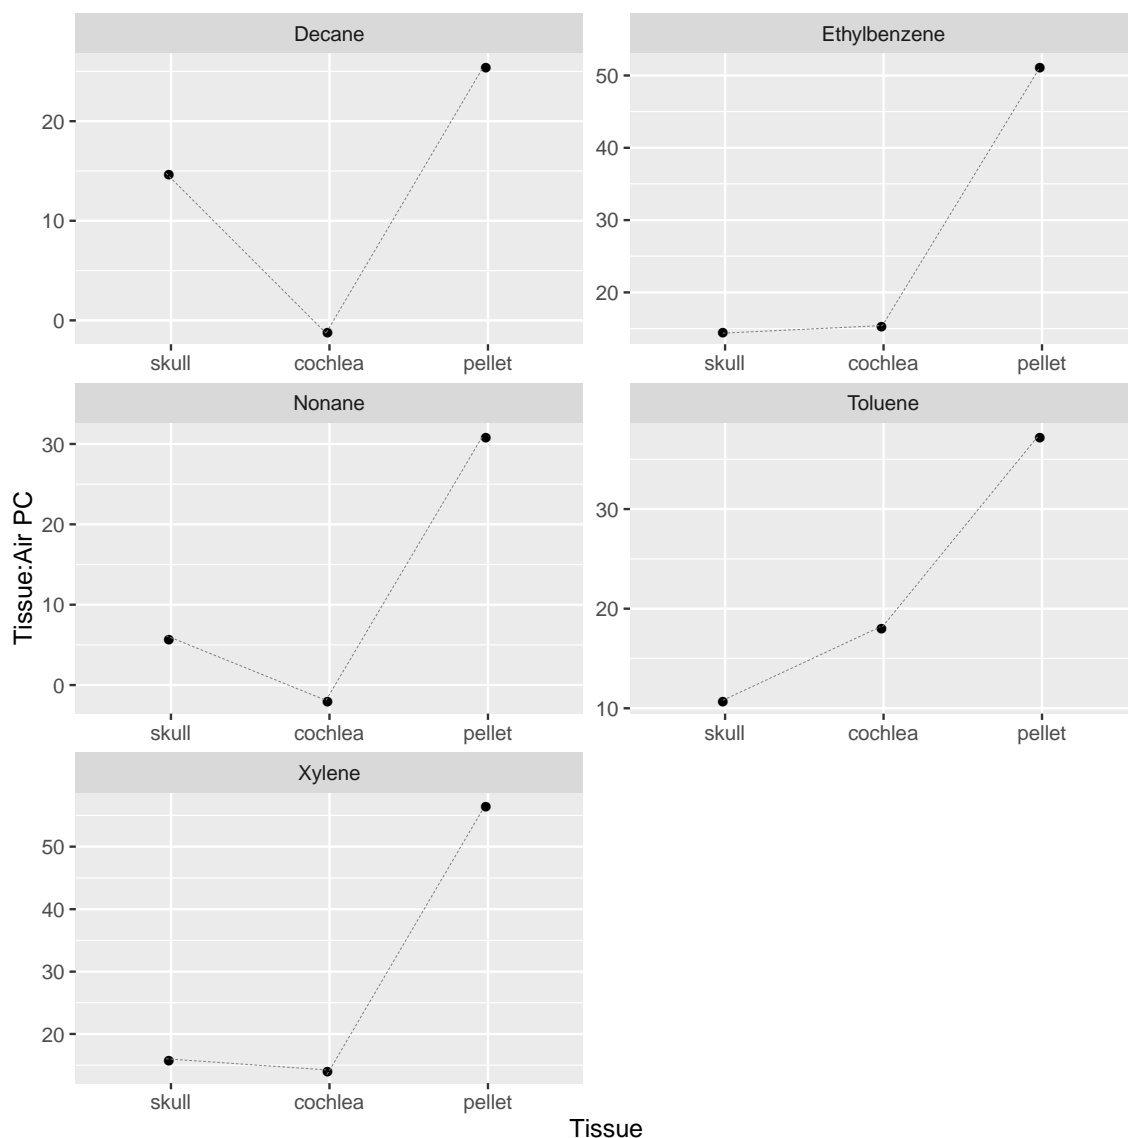 Decane
Ethylbenzene
20
10
0
50
40
30
20
skull cochlea pellet
skull cochlea pellet
Nonane
Toluene
30
20
10
0
30
20
10
skull cochlea pellet
skull cochlea pellet
Xylene
50
40
30
20
skull cochlea pellet
Tissue:Air PC
Tissue